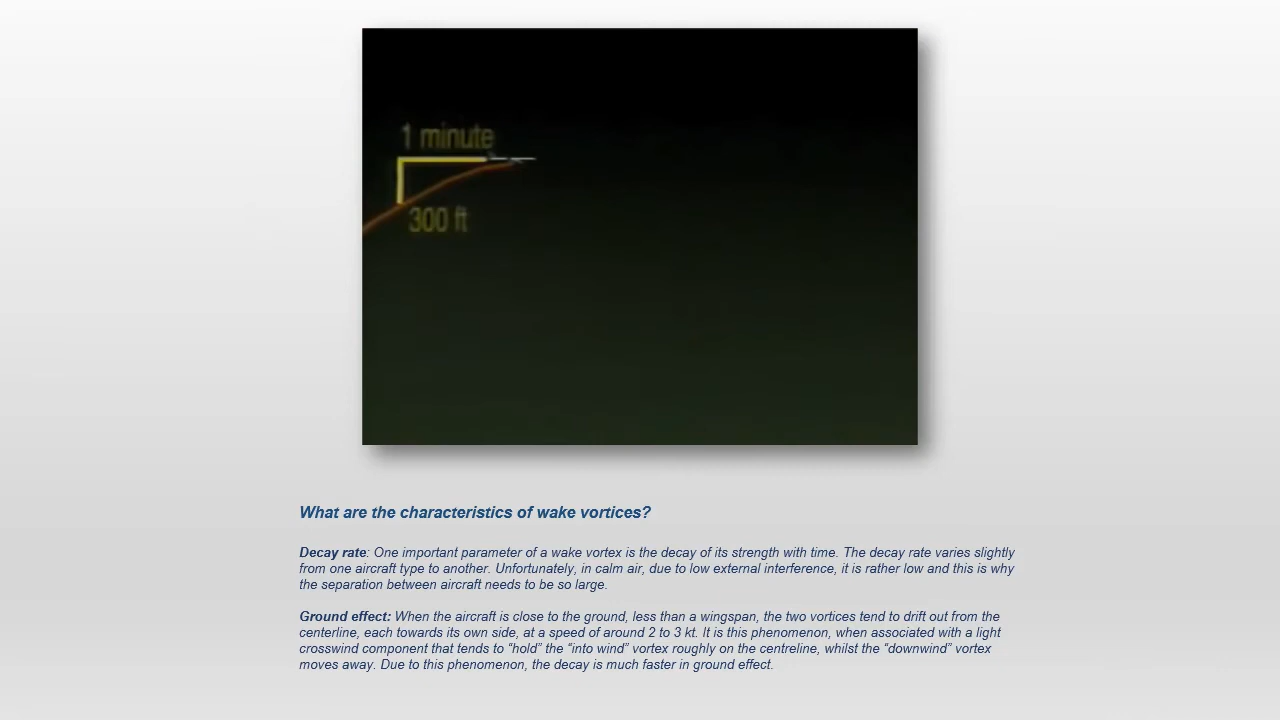 1 minute
300 ft
What are the characteristics of wake vortices?
Decay rate: One important parameter of a wake vortex is the decay of its strength with time. The decay rate varies slightly
from one aircraft type to another. Unfortunately, in calm air, due to low external interference, it is rather low and this is why
the separation between aircraft needs to be so large.
Ground effect: When the aircraft is close to the ground, less than a wingspan, the two vortices tend to drift out from the
centerline, each towards its own side, at a speed of around 2 to 3 kt. It is this phenomenon, when associated with a light
crosswind component that tends to “hold” the “into wind” vortex roughly on the centreline, whilst the “downwind” vortex
moves away. Due to this phenomenon, the decay is much faster in ground effect.